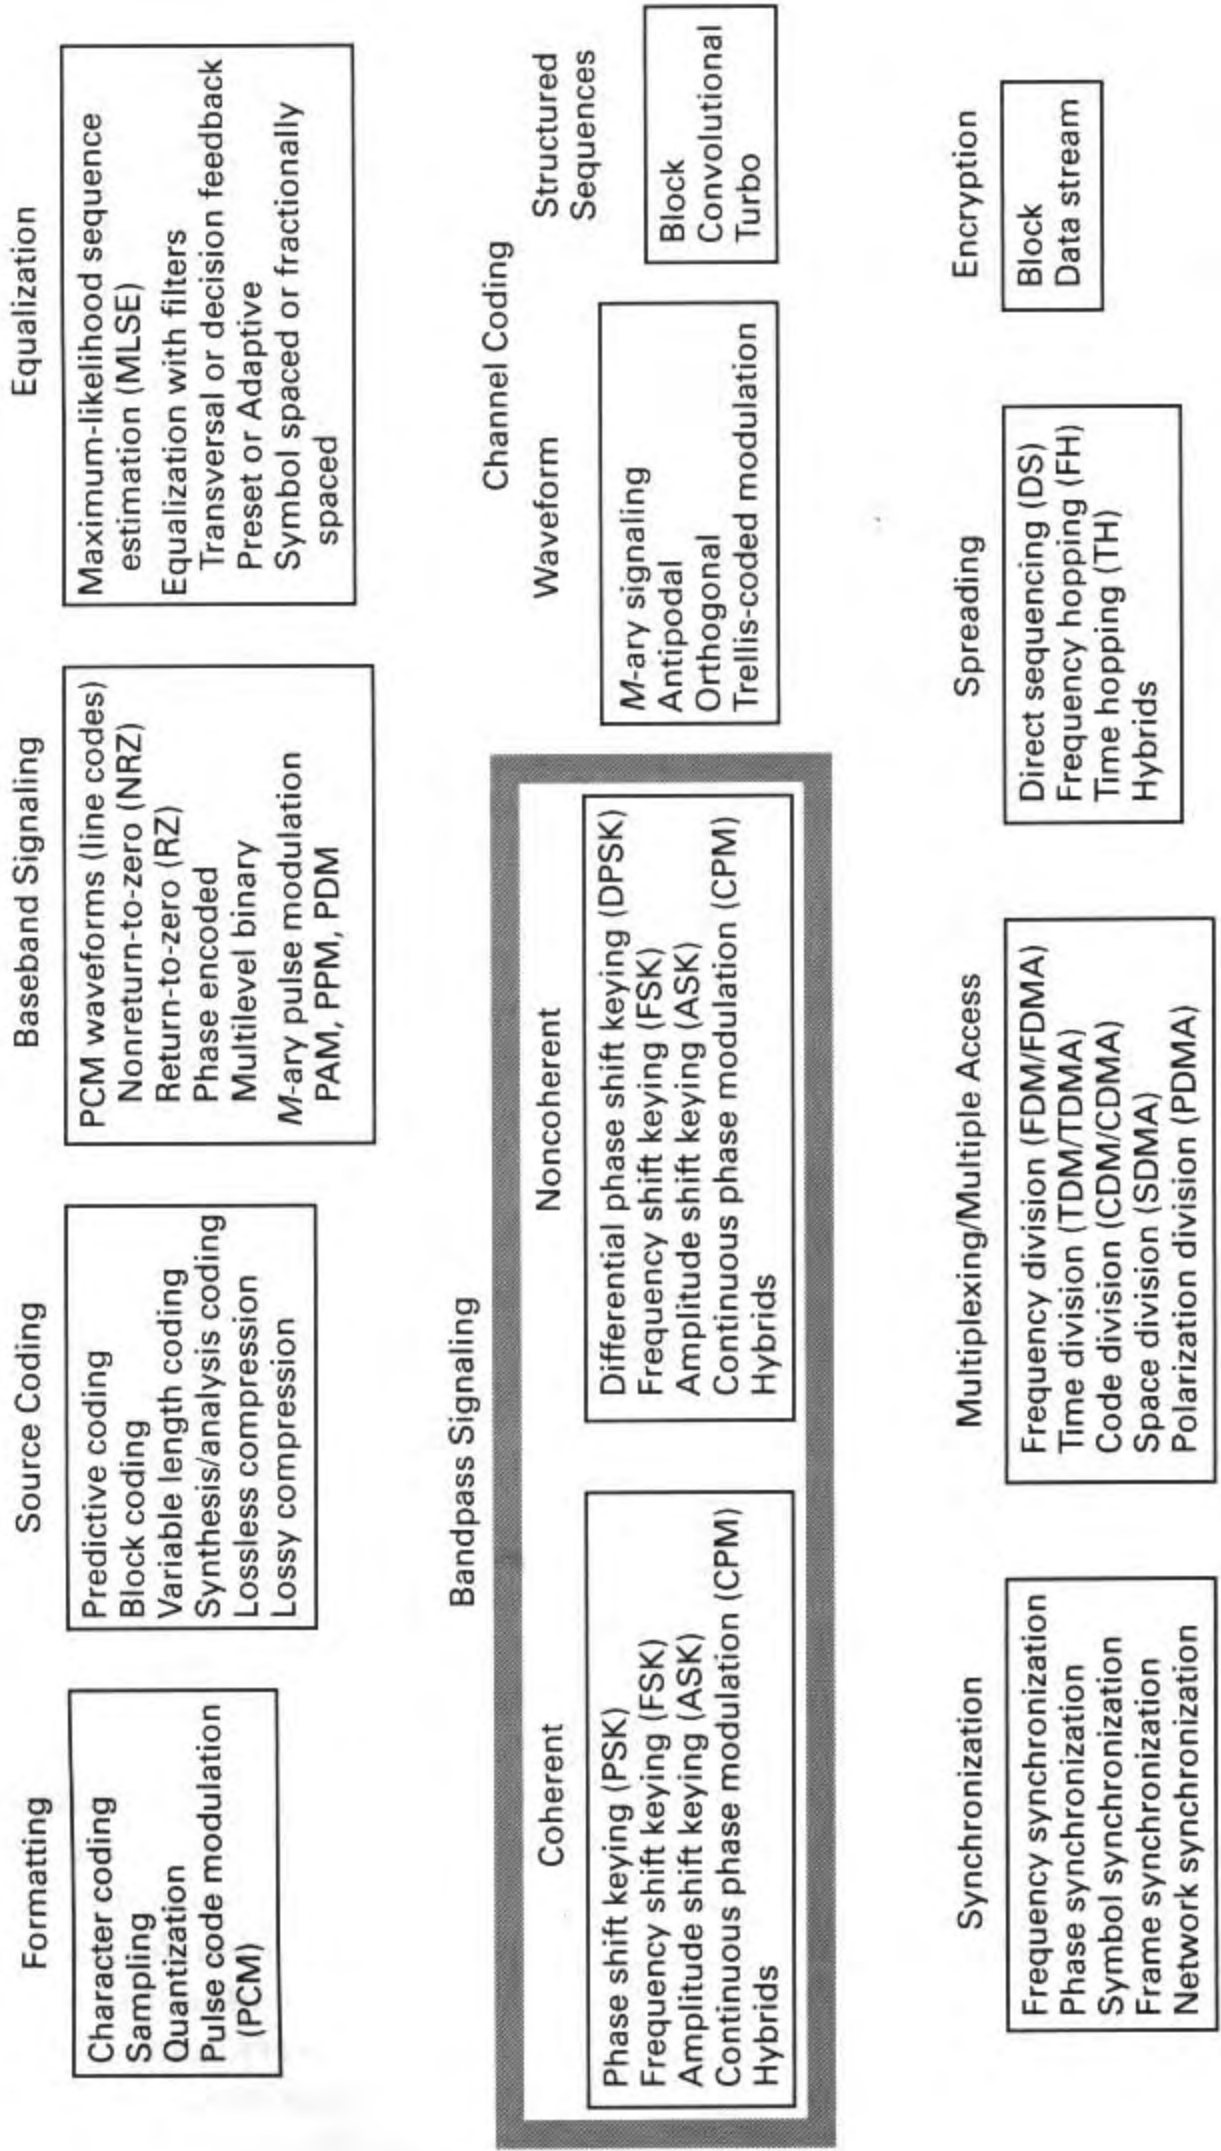 Formatting
Character coding
Sampling
Quantization
Pulse code modulation
(PCM)
Source Coding
Predictive coding
Block coding
Variable length coding
Synthesis/analysis coding
Lossless compression
Lossy compression
Baseband Signaling
PCM waveforms (line codes)
Nonreturn-to-zero (NRZ)
Return-to-zero (RZ)
Phase encoded
Multilevel binary
M-ary pulse modulation
PAM, PPM, PDM
Equalization
Maximum-likelihood sequence
estimation (MLSE)
Equalization with filters
Transversal or decision feedback
Preset or Adaptive
Symbol spaced or fractionally
spaced
Bandpass Signaling
Coherent
Phase shift keying (PSK)
Frequency shift keying (FSK)
Amplitude shift keying (ASK)
Continuous phase modulation (CPM)
Hybrids
Noncoherent
Differential phase shift keying (DPSK)
Frequency shift keying (FSK)
Amplitude shift keying (ASK)
Continuous phase modulation (CPM)
Hybrids
Channel Coding
Waveform
M-ary signaling
Antipodal
Orthogonal
Trellis-coded modulation
Structured
Sequences
Block
Convolutional
Turbo
Synchronization
Frequency synchronization
Phase synchronization
Symbol synchronization
Frame synchronization
Network synchronization
Multiplexing/Multiple Access
Frequency division (FDM/FDMA)
Time division (TDM/TDMA)
Code division (CDM/CDMA)
Space division (SDMA)
Polarization division (PDMA)
Spreading
Direct sequencing (DS)
Frequency hopping (FH)
Time hopping (TH)
Hybrids
Encryption
Block
Data stream